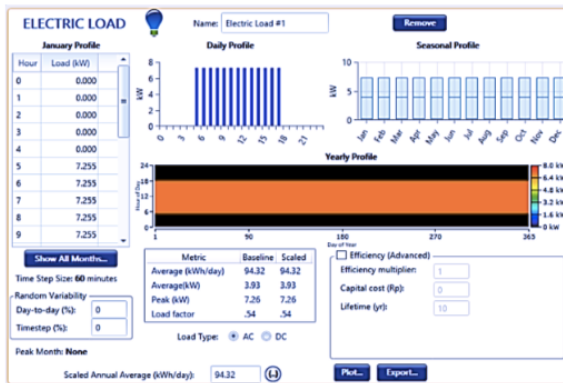 ELECTRIC LOAD
Name: Electric Load #1
Remove
January Profile
Hour Load (kW)
0 0.000
1 0.000
2 0.000
3 0.000
4 0.000
5 7.255
6 7.255
7 7.255
8 7.255
9 7.255
Show All Months...
Time Step Size: 60 minutes
Random Variability
Day-to-day (%): 0
Timestep (%): 0
Peak Month: None
Daily Profile
kW
8
6
4
2
0
0 3 6 9 12 15 18 21
Seasonal Profile
kW
10
5
0
Jan Feb Mar Apr May Jun Jul Aug Sep Oct Nov Dec
Yearly Profile
Hour of Day
24
18
12
6
0
1 90 180 270 365
Day of Year
8.0 kW
6.4 kW
4.8 kW
3.2 kW
1.6 kW
0 kW
Metric Baseline Scaled
Average (kWh/day) 94.32 94.32
Average(kW) 3.93 3.93
Peak (kW) 7.26 7.26
Load factor .54 .54
Load Type: AC DC
Efficiency (Advanced)
Efficiency multiplier: 1
Capital cost (Rp): 0
Lifetime (yr): 10
Scaled Annual Average (kWh/day): 94.32
Plot...
Export...